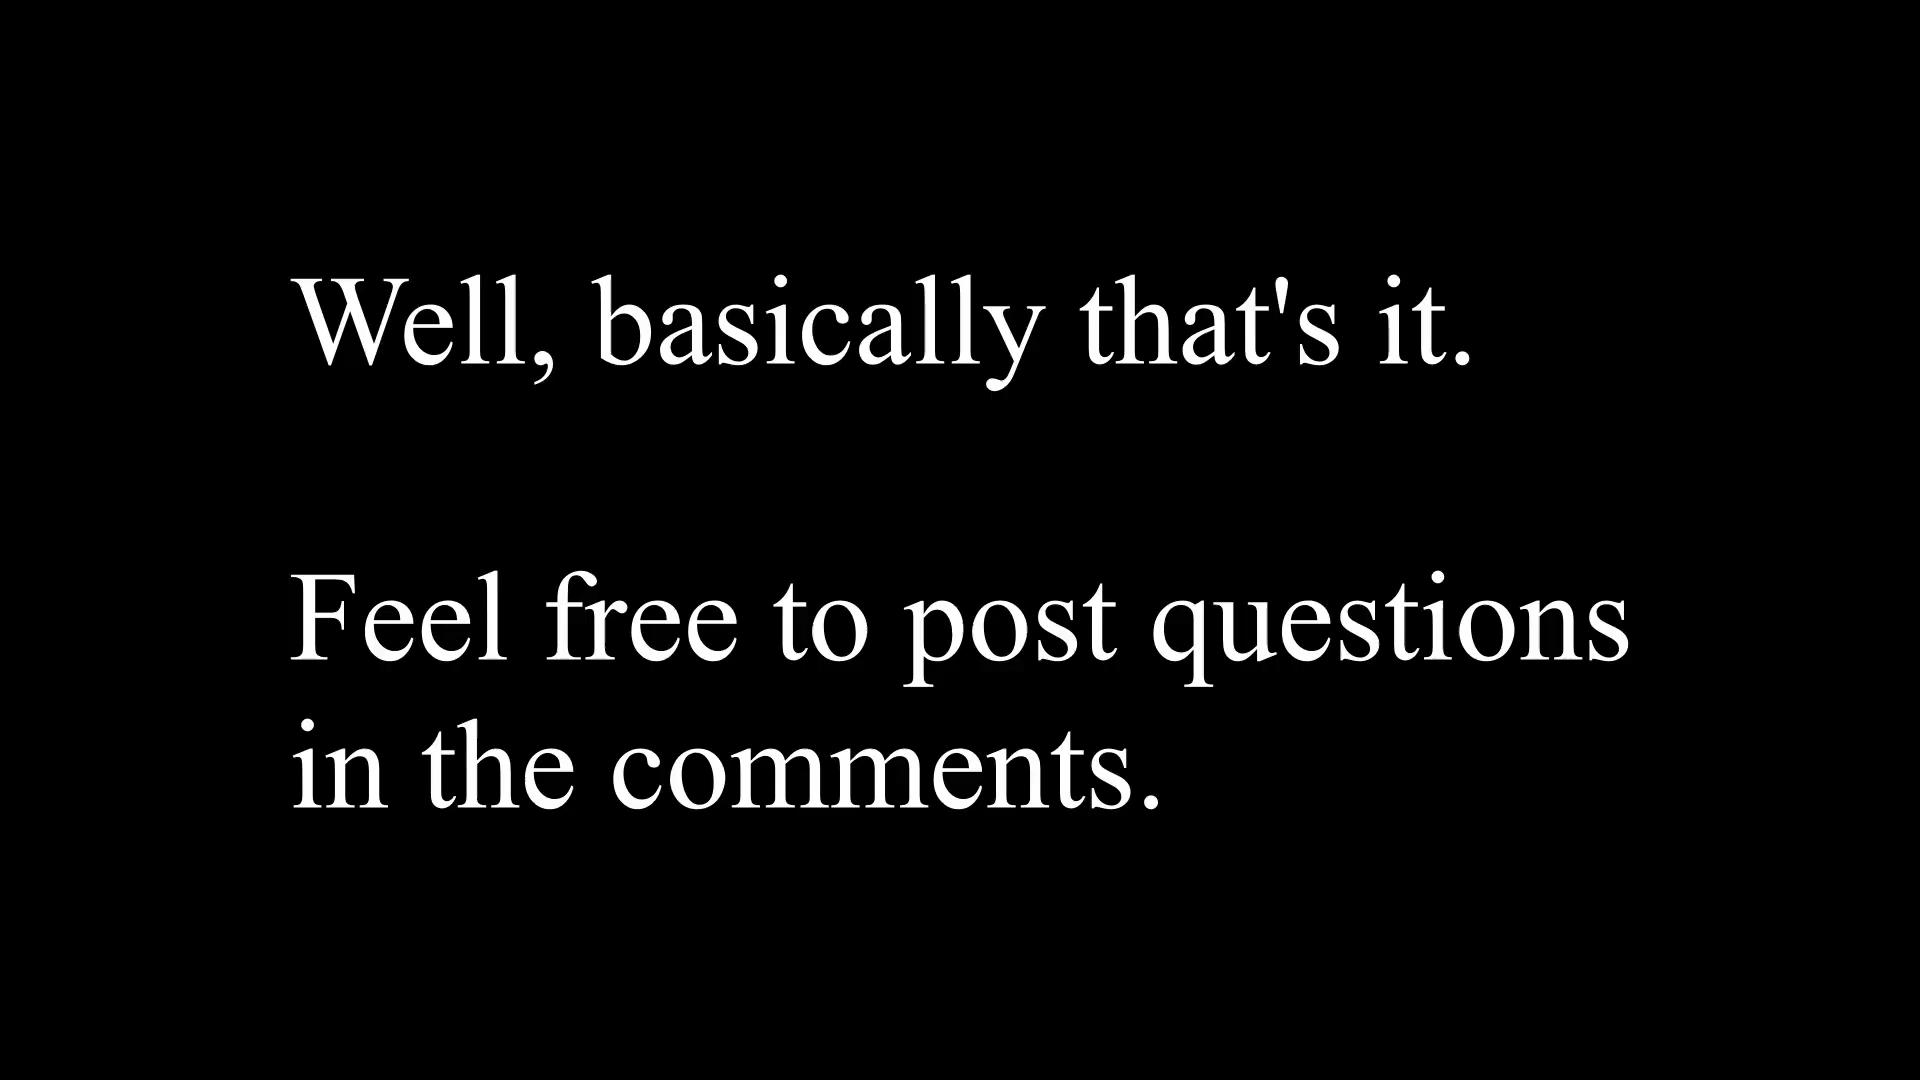 Well, basically that's it.
Feel free to post questions
in the comments.